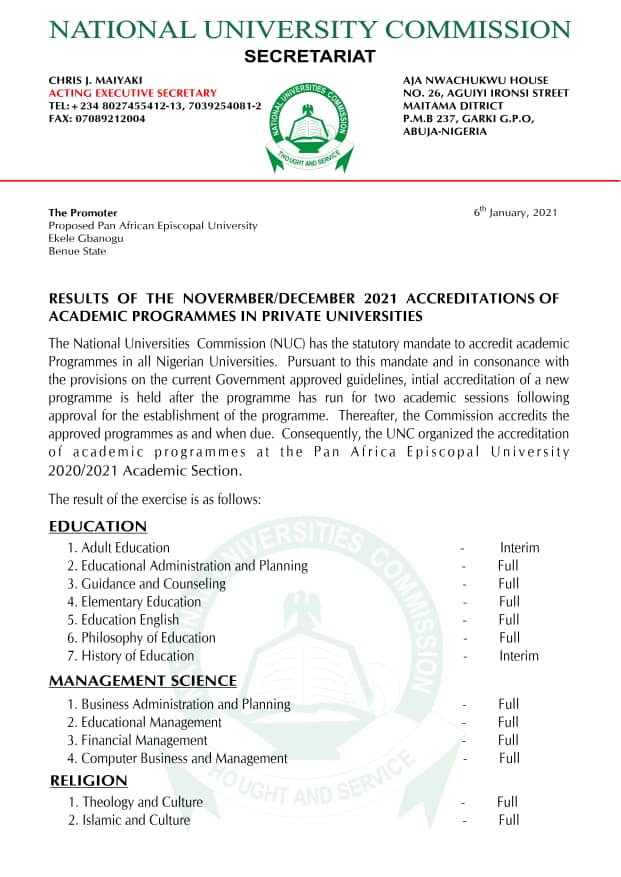 NATIONAL UNIVERSITY COMMISSION
SECRETARIAT
CHRIS J. MAIYAKI
ACTING EXECUTIVE SECRETARY
TEL: + 234 8027455412-13, 7039254081-2
FAX: 07089212004
NATIONAL UNIVERSITIES COMMISSION
THOUGHT AND SERVICE
AJA NWACHUKWU HOUSE
NO. 26, AGUIYI IRONSI STREET
MAITAMA DITRICT
P.M.B 237, GARKI G.P.O,
ABUJA-NIGERIA
The Promoter
Proposed Pan African Episcopal University
Ekele Gbanogu
Benue State
6th January, 2021
RESULTS OF THE NOVERMBER/DECEMBER 2021 ACCREDITATIONS OF
ACADEMIC PROGRAMMES IN PRIVATE UNIVERSITIES
The National Universities Commission (NUC) has the statutory mandate to accredit academic
Programmes in all Nigerian Universities. Pursuant to this mandate and in consonance with
the provisions on the current Government approved guidelines, intial accreditation of a new
programme is held after the programme has run for two academic sessions following
approval for the establishment of the programme. Thereafter, the Commission accredits the
approved programmes as and when due. Consequently, the UNC organized the accreditation
of academic programmes at the Pan Africa Episcopal University
2020/2021 Academic Section.
The result of the exercise is as follows:
EDUCATION
1. Adult Education - Interim
2. Educational Administration and Planning - Full
3. Guidance and Counseling - Full
4. Elementary Education - Full
5. Education English - Full
6. Philosophy of Education - Full
7. History of Education - Interim
MANAGEMENT SCIENCE
1. Business Administration and Planning - Full
2. Educational Management - Full
3. Financial Management - Full
4. Computer Business and Management - Full
RELIGION
1. Theology and Culture - Full
2. Islamic and Culture - Full
NATIONAL UNIVERSITIES COMMISSION
THOUGHT AND SERVICE